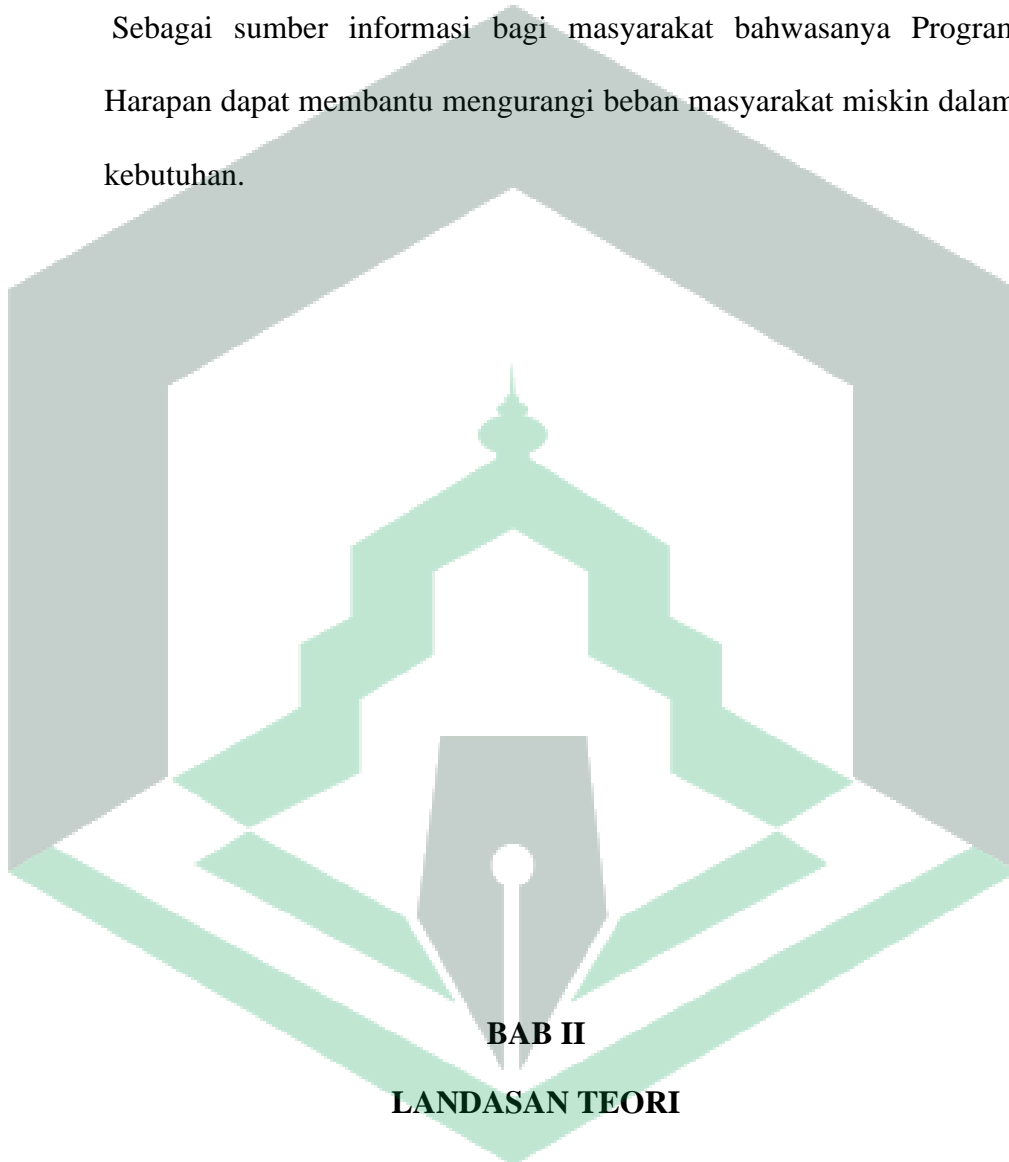 Sebagai sumber informasi bagi masyarakat bahwasanya
Harapan dapat membantu mengurangi beban masyarakat miskin dalam
kebutuhan.
BAB II
LANDASAN TEORI